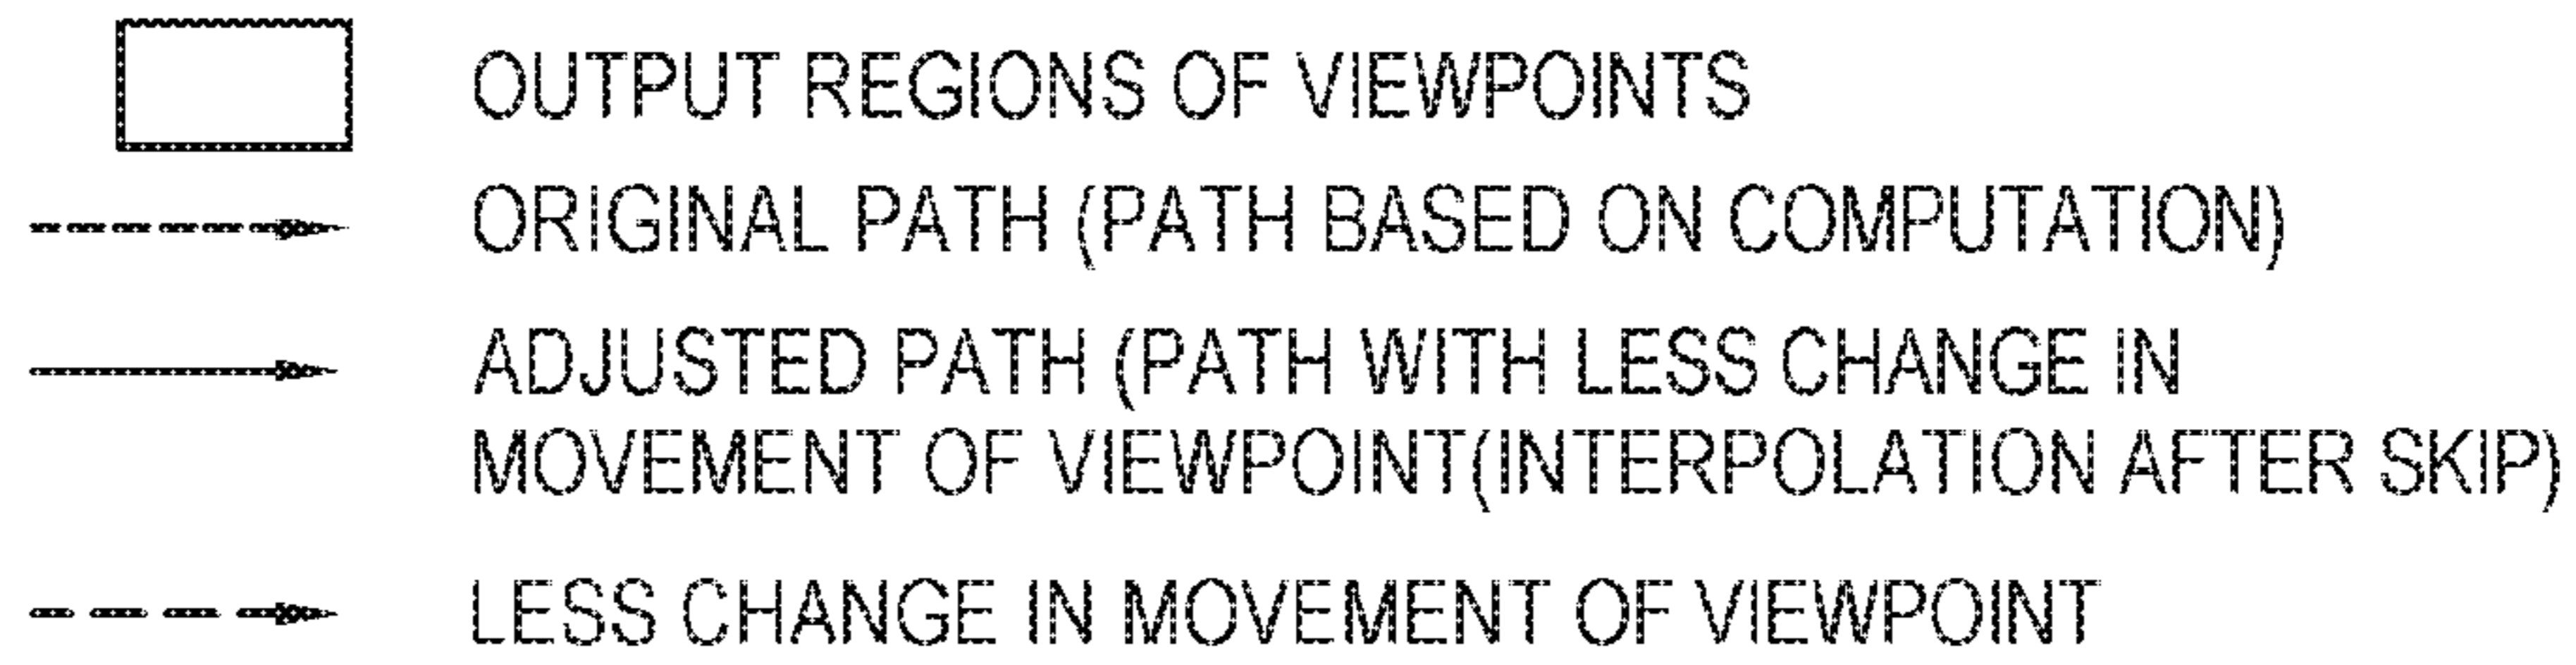 OUTPUT REGIONS OF VIEWPOINTS
ORIGINAL PATH (PATH BASED ON COMPUTATION)
ADJUSTED PATH (PATH WITH LESS CHANGE IN
MOVEMENT OF VIEWPOINT(INTERPOLATION AFTER SKIP)
LESS CHANGE IN MOVEMENT OF VIEWPOINT